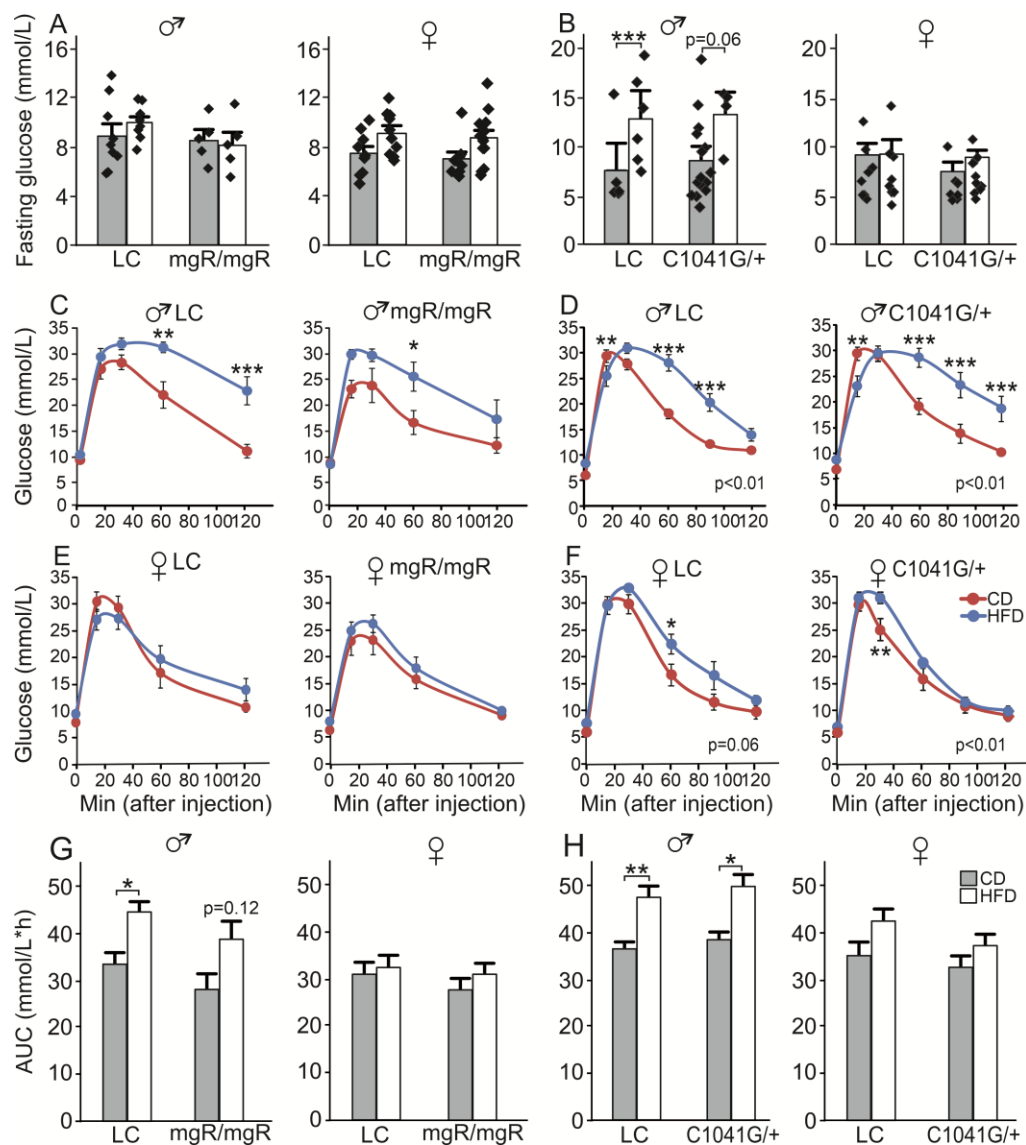 A ♂ ♀ B ♂ ♀
Fasting glucose (mmol/L)
16 16 20 20
12 12 15 15
8 8 10 10
4 4 5 5
0 0 0 0
*** p=0.06
LC mgR/mgR LC mgR/mgR LC C1041G/+ LC C1041G/+
C ♂ LC ♂ mgR/mgR D ♂ LC ♂ C1041G/+
Glucose (mmol/L)
35 35 35 35
30 30 30 30
25 25 25 25
20 20 20 20
15 15 15 15
10 10 10 10
5 5 5 5
0 0 0 0
** *** * ** *** *** ** *** *** ***
p<0.01 p<0.01
0 20 40 60 80 100 120 0 20 40 60 80 100 120 0 20 40 60 80 100 120 0 20 40 60 80 100 120
E ♀ LC ♀ mgR/mgR F ♀ LC ♀ C1041G/+
Glucose (mmol/L)
35 35 35 35
30 30 30 30
25 25 25 25
20 20 20 20
15 15 15 15
10 10 10 10
5 5 5 5
0 0 0 0
* **
CD
HFD
p=0.06 p<0.01
0 20 40 60 80 100 120 0 20 40 60 80 100 120 0 20 40 60 80 100 120 0 20 40 60 80 100 120
Min (after injection) Min (after injection) Min (after injection) Min (after injection)
G ♂ ♀ H ♂ ♀
AUC (mmol/L*h)
50 50 50 50
40 40 40 40
30 30 30 30
20 20 20 20
10 10 10 10
0 0 0 0
* p=0.12 ** *
CD
HFD
LC mgR/mgR LC mgR/mgR LC C1041G/+ LC C1041G/+